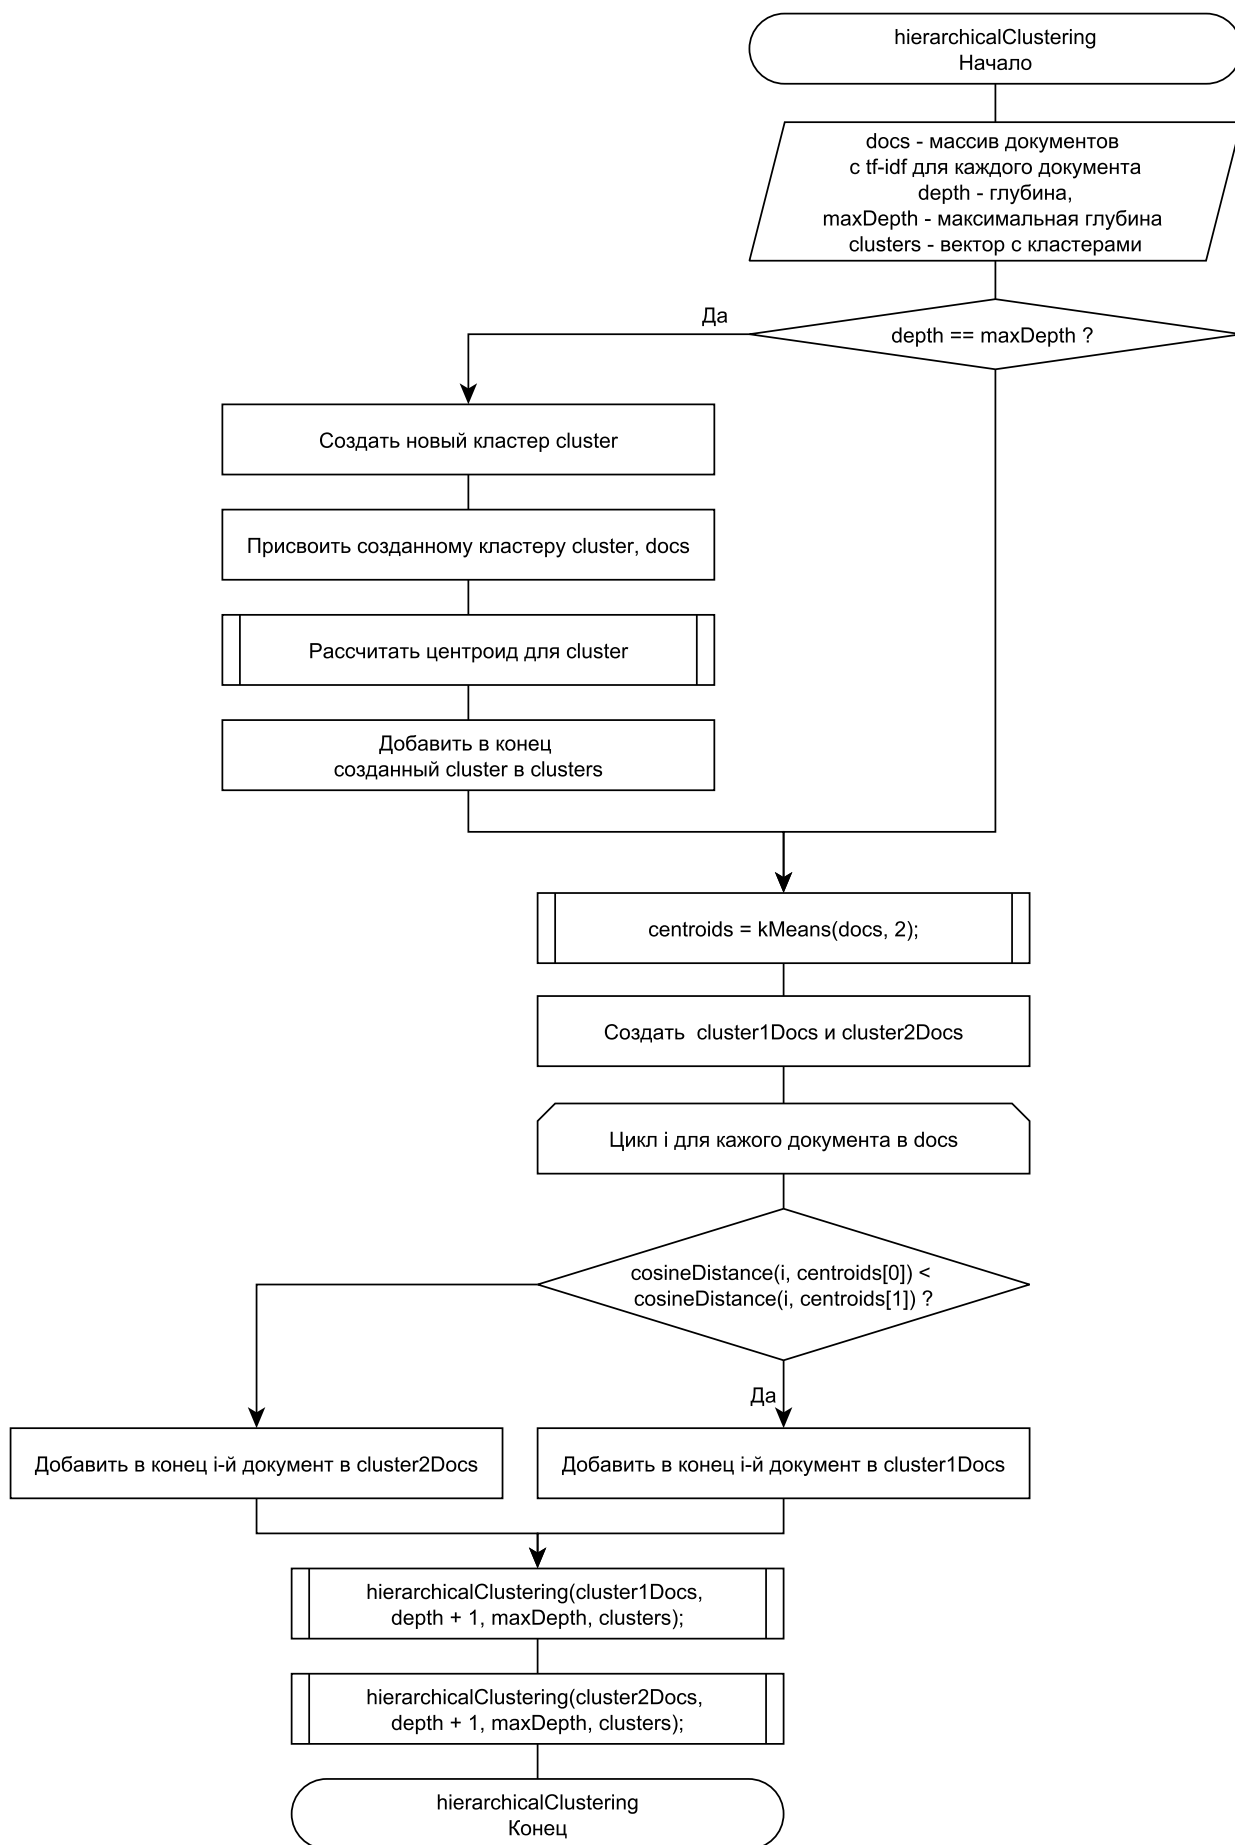 hierarchicalClustering
Начало
docs - массив документов
с tf-idf для каждого документа
depth - глубина,
maxDepth - максимальная глубина
clusters - вектор с кластерами
Да
depth == maxDepth ?
Создать новый кластер cluster
Присвоить созданному кластеру cluster, docs
Рассчитать центроид для cluster
Добавить в конец
созданный cluster в clusters
centroids = kMeans(docs, 2);
Создать  cluster1Docs и cluster2Docs
Цикл i для кажого документа в docs
cosineDistance(i, centroids[0]) <
cosineDistance(i, centroids[1]) ?
Да
Добавить в конец i-й документ в cluster2Docs
Добавить в конец i-й документ в cluster1Docs
hierarchicalClustering(cluster1Docs,
depth + 1, maxDepth, clusters);
hierarchicalClustering(cluster2Docs,
depth + 1, maxDepth, clusters);
hierarchicalClustering
Конец